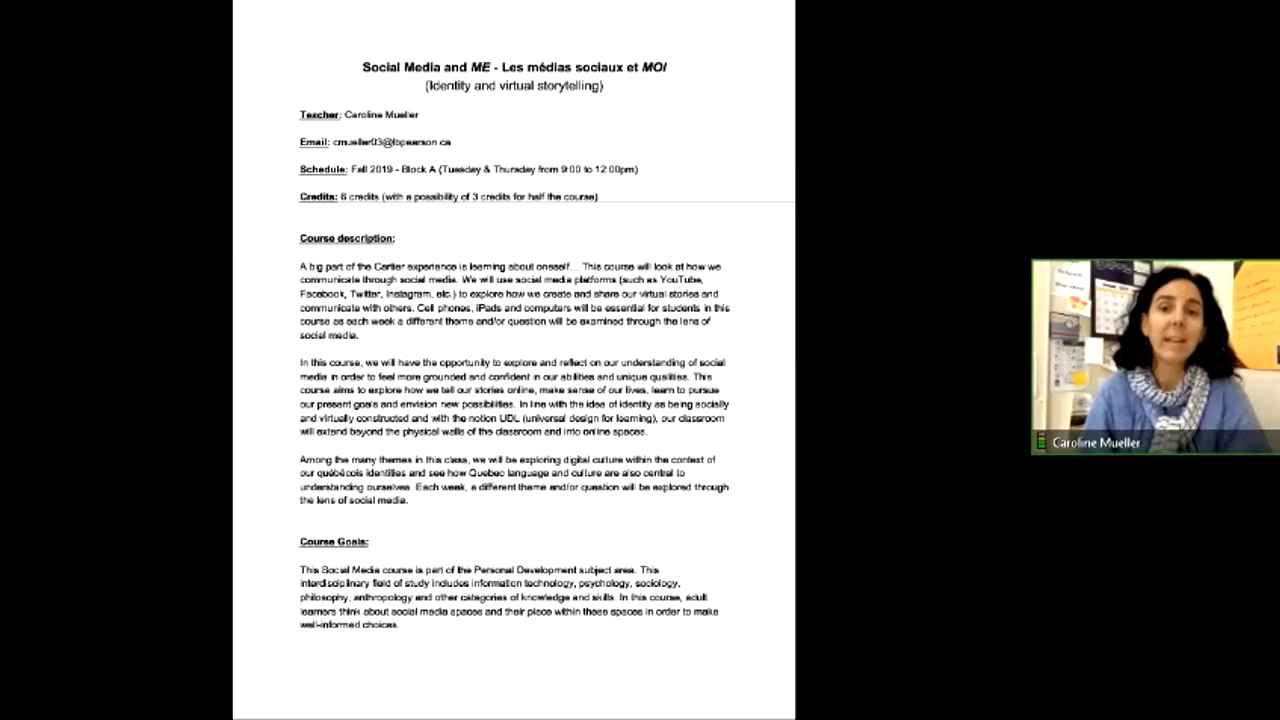 Social Media and ME - Les médias sociaux et MOI
(Identity and virtual storytelling)
Teacher: Caroline Mueller
Email: cmueller03@lbpearson.ca
Schedule: Fall 2019 - Block A (Tuesday & Thursday from 9:00 to 12:00pm)
Credits: 6 credits (with a possibility of 3 credits for half the course)
Course description:
A big part of the Cartier experience is learning about oneself... This course will look at how we
communicate through social media. We will use social media platforms (such as YouTube,
Facebook, Twitter, Instagram, etc.) to explore how we create and share our virtual stories and
communicate with others. Cell phones, iPads and computers will be essential for students in this
course as each week a different theme and/or question will be examined through the lens of
social media.
In this course, we will have the opportunity to explore and reflect on our understanding of social
media in order to feel more grounded and confident in our abilities and unique qualities. This
course aims to explore how we tell our stories online, make sense of our lives, learn to pursue
our present goals and envision new possibilities. In line with the idea of identity as being socially
and virtually constructed and with the notion UDL (universal design for learning), our classroom
will extend beyond the physical walls of the classroom and into online spaces.
Among the many themes in this class, we will be exploring digital culture within the context of
our québécois identities and see how Quebec language and culture are also central to
understanding ourselves. Each week, a different theme and/or question will be explored through
the lens of social media.
Course Goals:
This Social Media course is part of the Personal Development subject area. This
interdisciplinary field of study includes information technology, psychology, sociology,
philosophy, anthropology and other categories of knowledge and skills. In this course, adult
learners think about social media spaces and their place within these spaces in order to make
well-informed choices.
Caroline Mueller